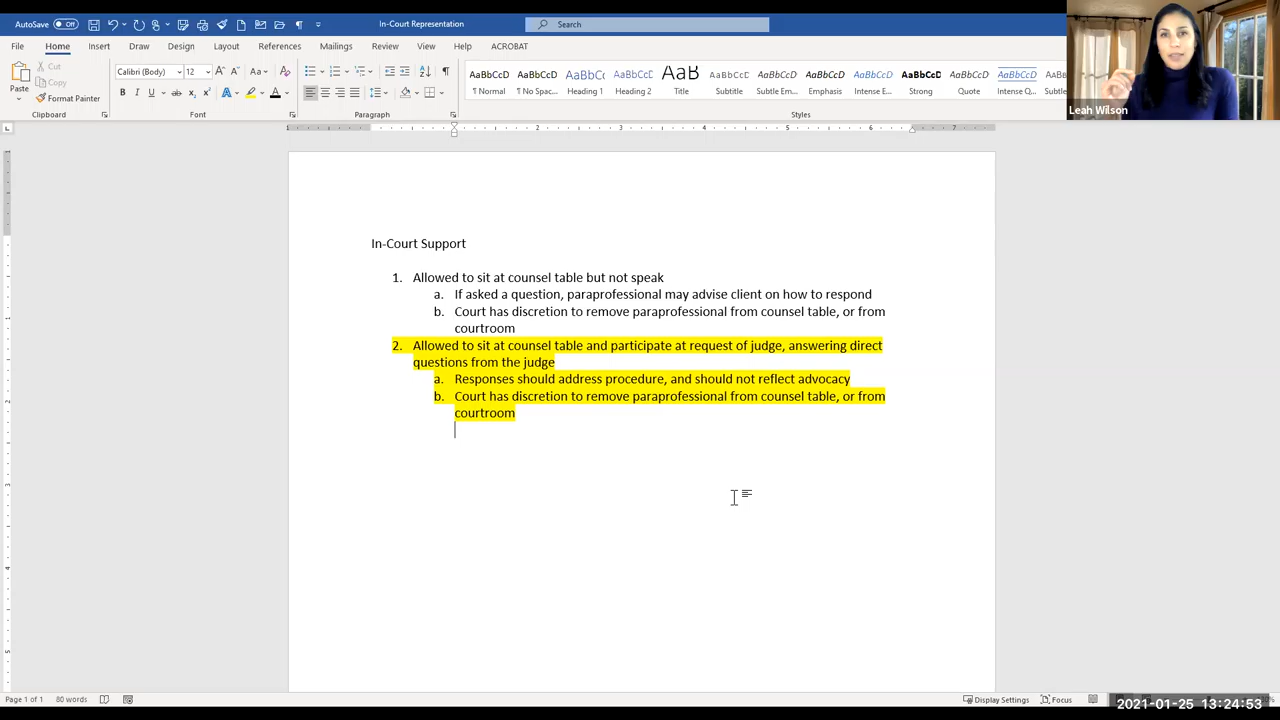 AutoSave Off In-Court Representation Search
File Home Insert Draw Design Layout References Mailings Review View Help ACROBAT
Paste Cut Copy Format Painter
Calibri (Body) 12
AaBbCcD AaBbCcD AaBbCcI AaBbCcD AaB AaBbCcD AaBbCcD AaBbCcD AaBbCcD AaBbCcD AaBbCcD AaBbCcD
¶ Normal ¶ No Spac... Heading 1 Heading 2 Title Subtitle Subtle Em... Emphasis Intense E... Strong Quote Intense Q...
Clipboard Font Paragraph Styles
Leah Wilson
In-Court Support
1. Allowed to sit at counsel table but not speak
a. If asked a question, paraprofessional may advise client on how to respond
b. Court has discretion to remove paraprofessional from counsel table, or from
courtroom
2. Allowed to sit at counsel table and participate at request of judge, answering direct
questions from the judge
a. Responses should address procedure, and should not reflect advocacy
b. Court has discretion to remove paraprofessional from counsel table, or from
courtroom
Page 1 of 1 80 words Display Settings Focus
2021-01-25 13:24:53